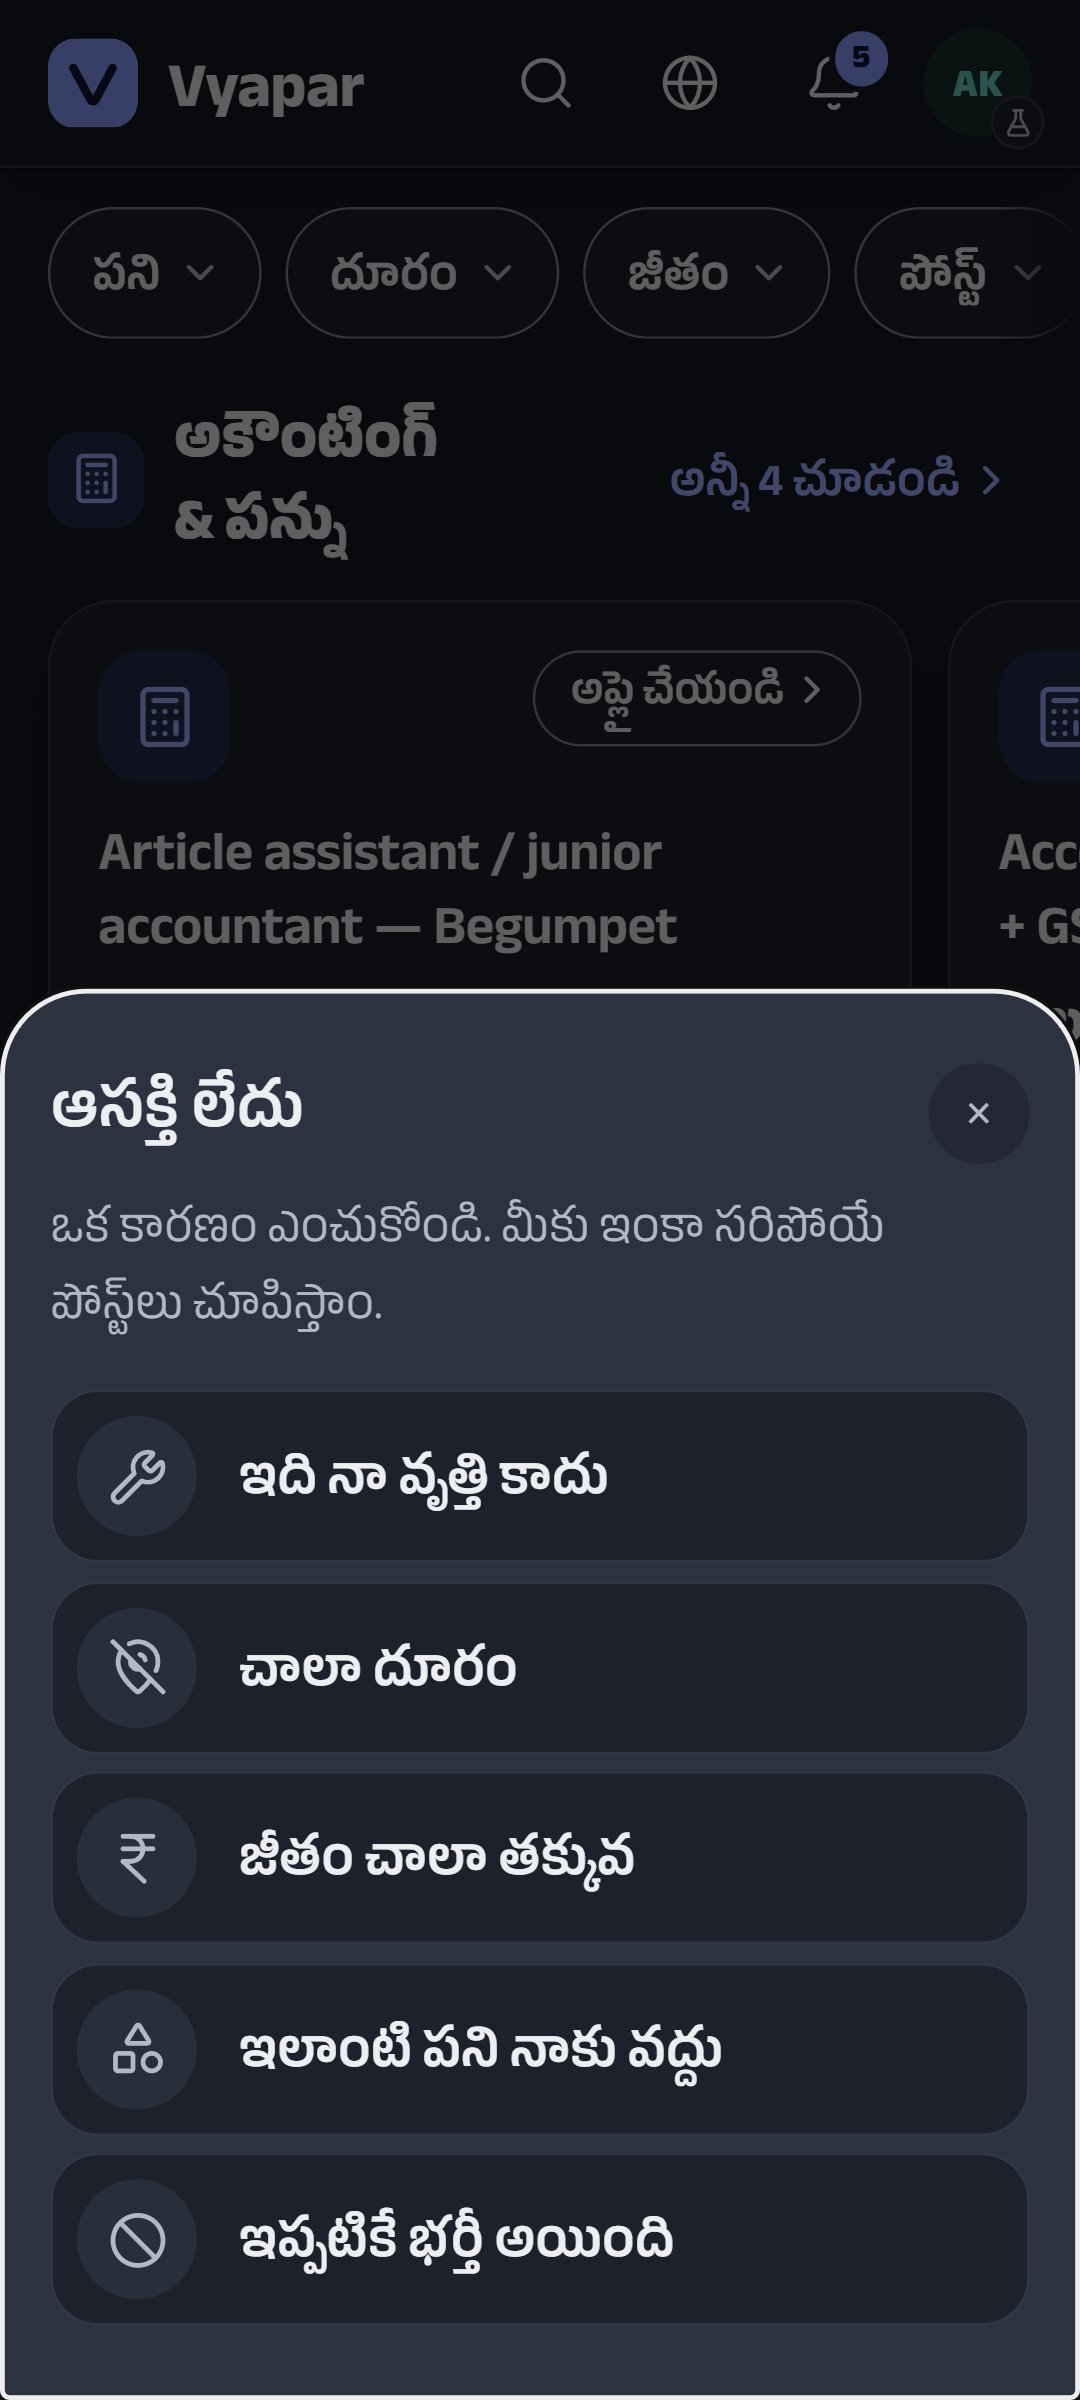 Vyapar
5
AK
పని
దూరం
జీతం
పోస్ట్
అకౌంటింగ్
& పన్ను
అన్నీ 4 చూడండి
అప్లై చేయండి
Article assistant / junior
accountant — Begumpet
ఆసక్తి లేదు
ఒక కారణం ఎంచుకోండి. మీకు ఇంకా సరిపోయే
పోస్ట్‌లు చూపిస్తాం.
ఇది నా వృత్తి కాదు
చాలా దూరం
జీతం చాలా తక్కువ
ఇలాంటి పని నాకు వద్దు
ఇప్పటికే భర్తీ అయింది